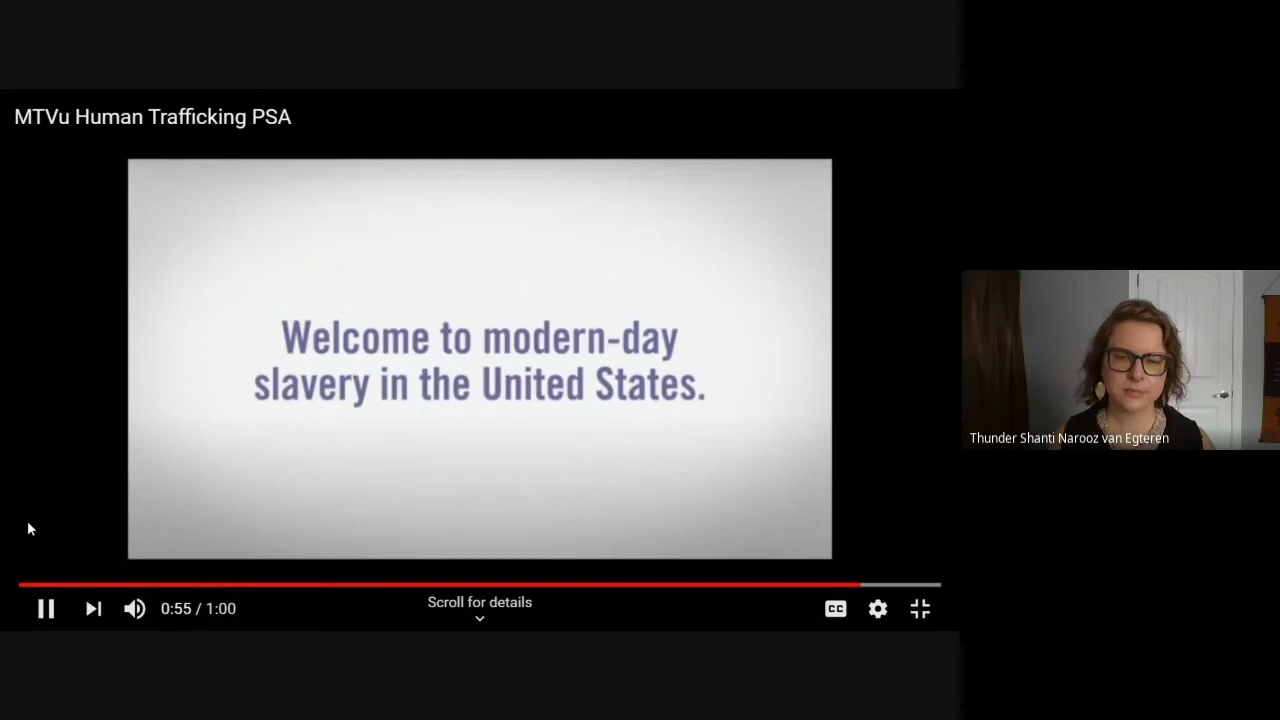 MTVu Human Trafficking PSA
Welcome to modern-day
slavery in the United States.
Thunder Shanti Narooz van Egteren
0:55 / 1:00
Scroll for details
CC